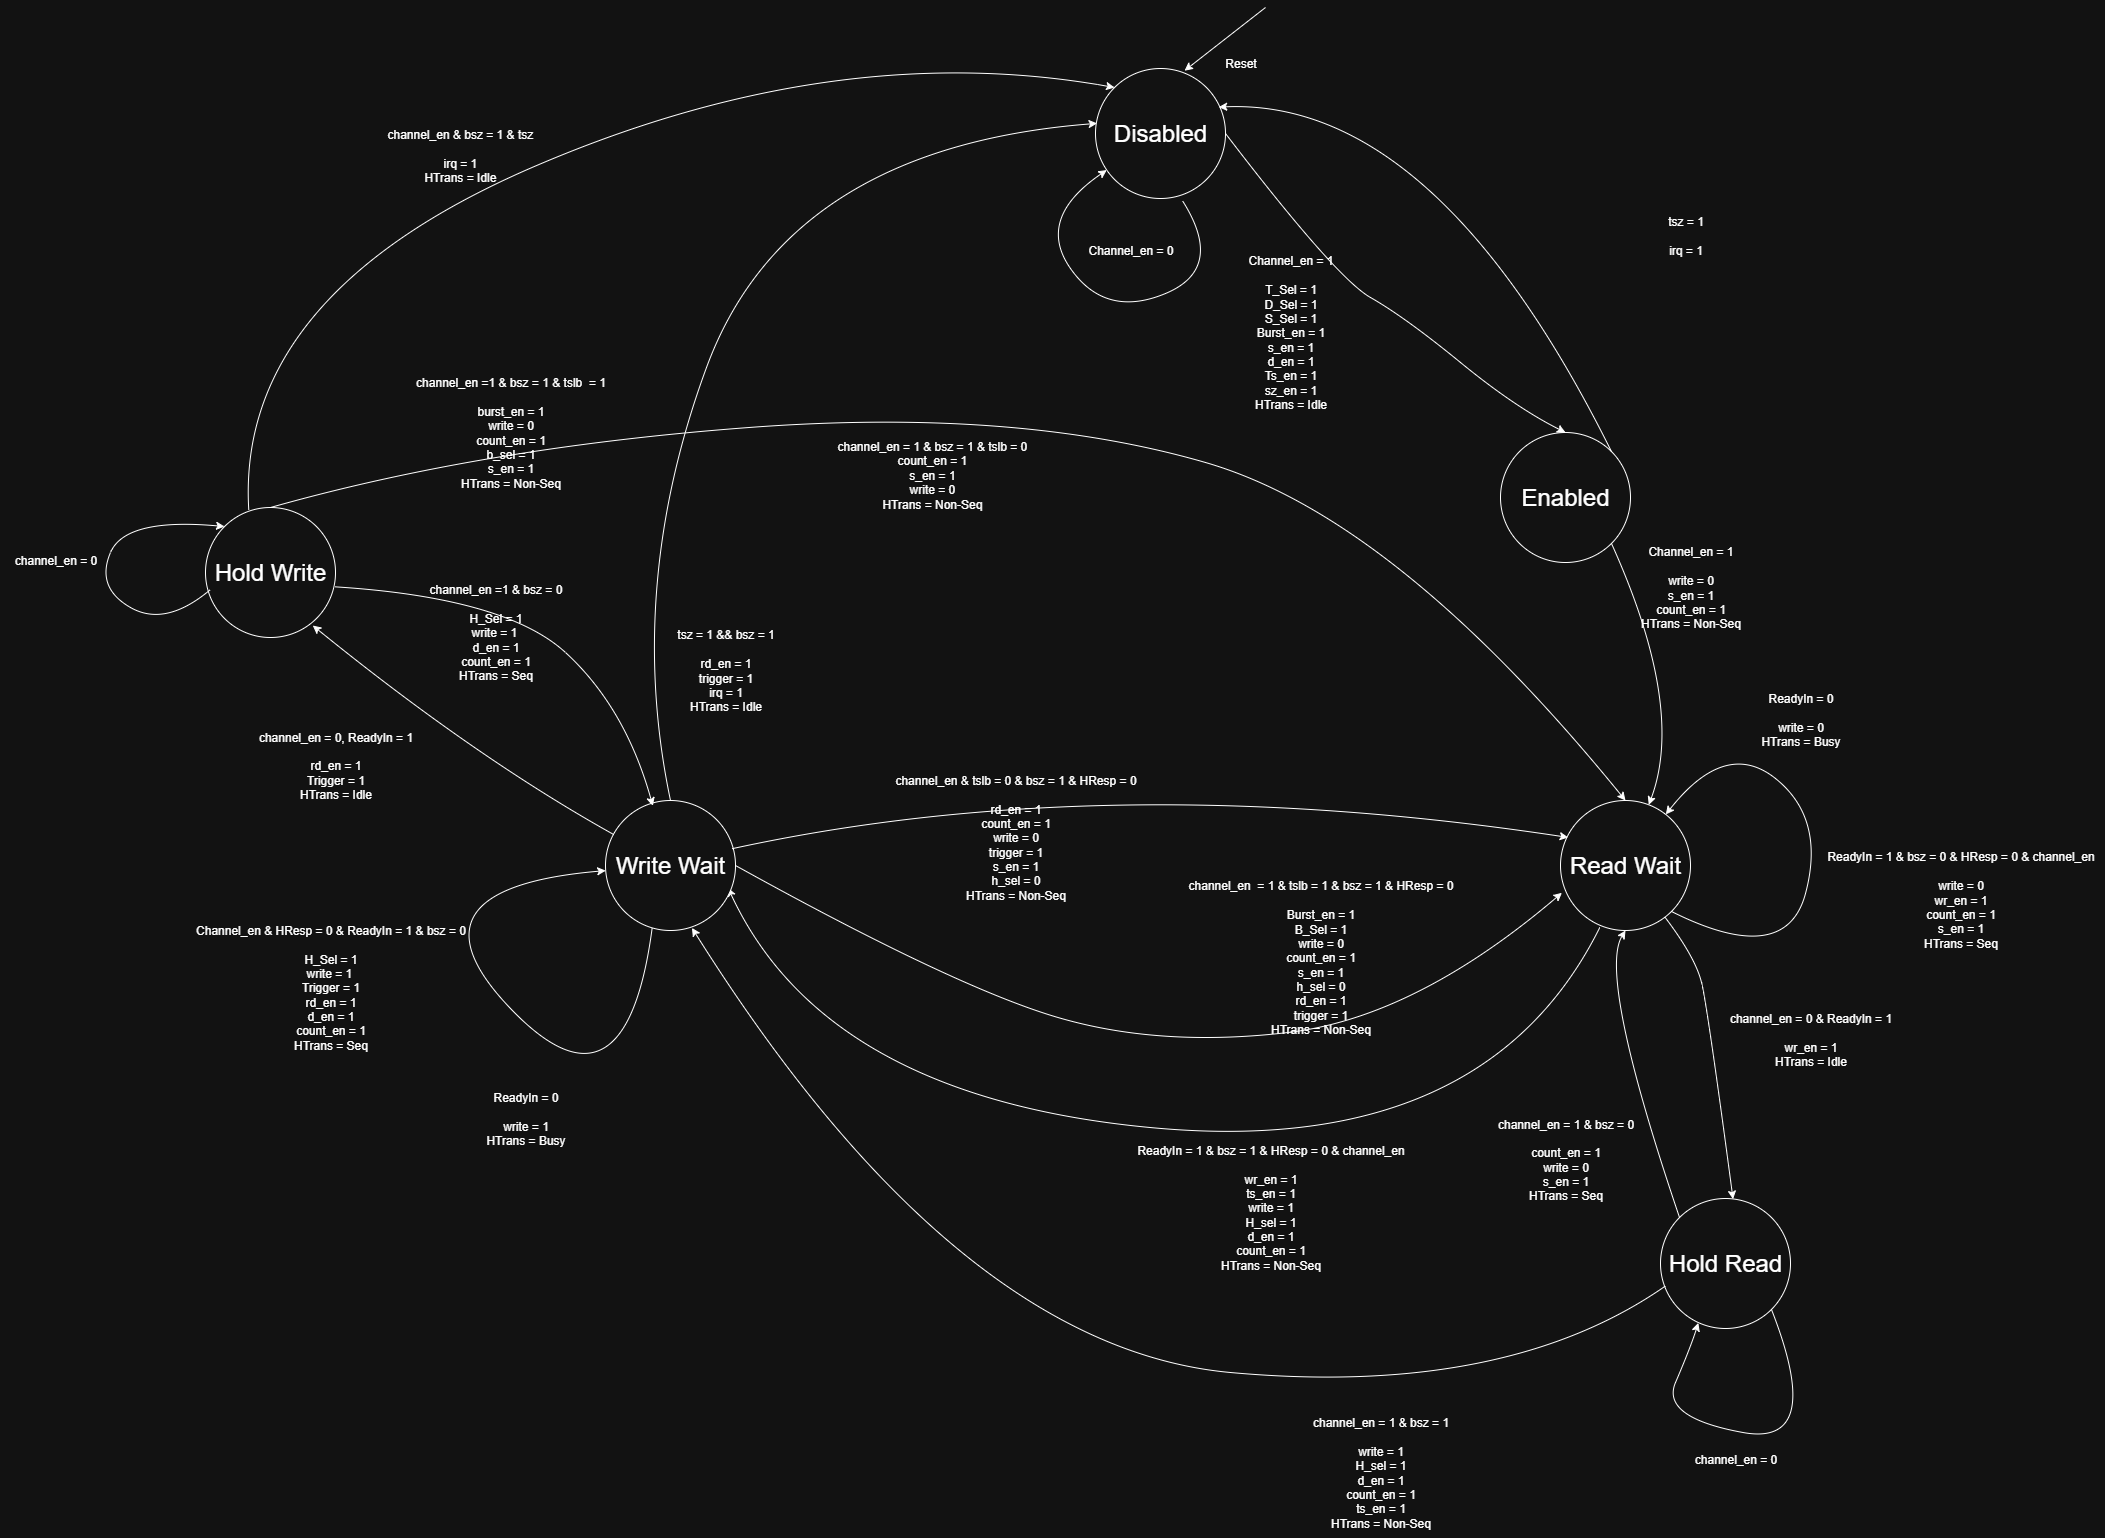 Reset
Disabled
Channel_en = 0
channel_en & bsz = 1 & tsz
irq = 1
HTrans = Idle
tsz = 1
irq = 1
Channel_en = 1
T_Sel = 1
D_Sel = 1
S_Sel = 1
Burst_en = 1
s_en = 1
d_en = 1
Ts_en = 1
sz_en = 1
HTrans = Idle
channel_en =1 & bsz = 1 & tslb  = 1
burst_en = 1
write = 0
count_en = 1
b_sel = 1
s_en = 1
HTrans = Non-Seq
channel_en = 1 & bsz = 1 & tslb = 0
count_en = 1
s_en = 1
write = 0
HTrans = Non-Seq
Enabled
Hold Write
channel_en = 0
channel_en =1 & bsz = 0
H_Sel = 1
write = 1
d_en = 1
count_en = 1
HTrans = Seq
Channel_en = 1
write = 0
s_en = 1
count_en = 1
HTrans = Non-Seq
tsz = 1 && bsz = 1
rd_en = 1
trigger = 1
irq = 1
HTrans = Idle
ReadyIn = 0
write = 0
HTrans = Busy
channel_en = 0, ReadyIn = 1
rd_en = 1
Trigger = 1
HTrans = Idle
channel_en & tslb = 0 & bsz = 1 & HResp = 0
rd_en = 1
count_en = 1
write = 0
trigger = 1
s_en = 1
h_sel = 0
HTrans = Non-Seq
Write Wait
Read Wait
ReadyIn = 1 & bsz = 0 & HResp = 0 & channel_en
write = 0
wr_en = 1
count_en = 1
s_en = 1
HTrans = Seq
channel_en  = 1 & tslb = 1 & bsz = 1 & HResp = 0
Burst_en = 1
B_Sel = 1
write = 0
count_en = 1
s_en = 1
h_sel = 0
rd_en = 1
trigger = 1
HTrans = Non-Seq
Channel_en & HResp = 0 & ReadyIn = 1 & bsz = 0
H_Sel = 1
write = 1
Trigger = 1
rd_en = 1
d_en = 1
count_en = 1
HTrans = Seq
channel_en = 0 & ReadyIn = 1
wr_en = 1
HTrans = Idle
ReadyIn = 0
write = 1
HTrans = Busy
channel_en = 1 & bsz = 0
count_en = 1
write = 0
s_en = 1
HTrans = Seq
ReadyIn = 1 & bsz = 1 & HResp = 0 & channel_en
wr_en = 1
ts_en = 1
write = 1
H_sel = 1
d_en = 1
count_en = 1
HTrans = Non-Seq
Hold Read
channel_en = 1 & bsz = 1
write = 1
H_sel = 1
d_en = 1
count_en = 1
ts_en = 1
HTrans = Non-Seq
channel_en = 0